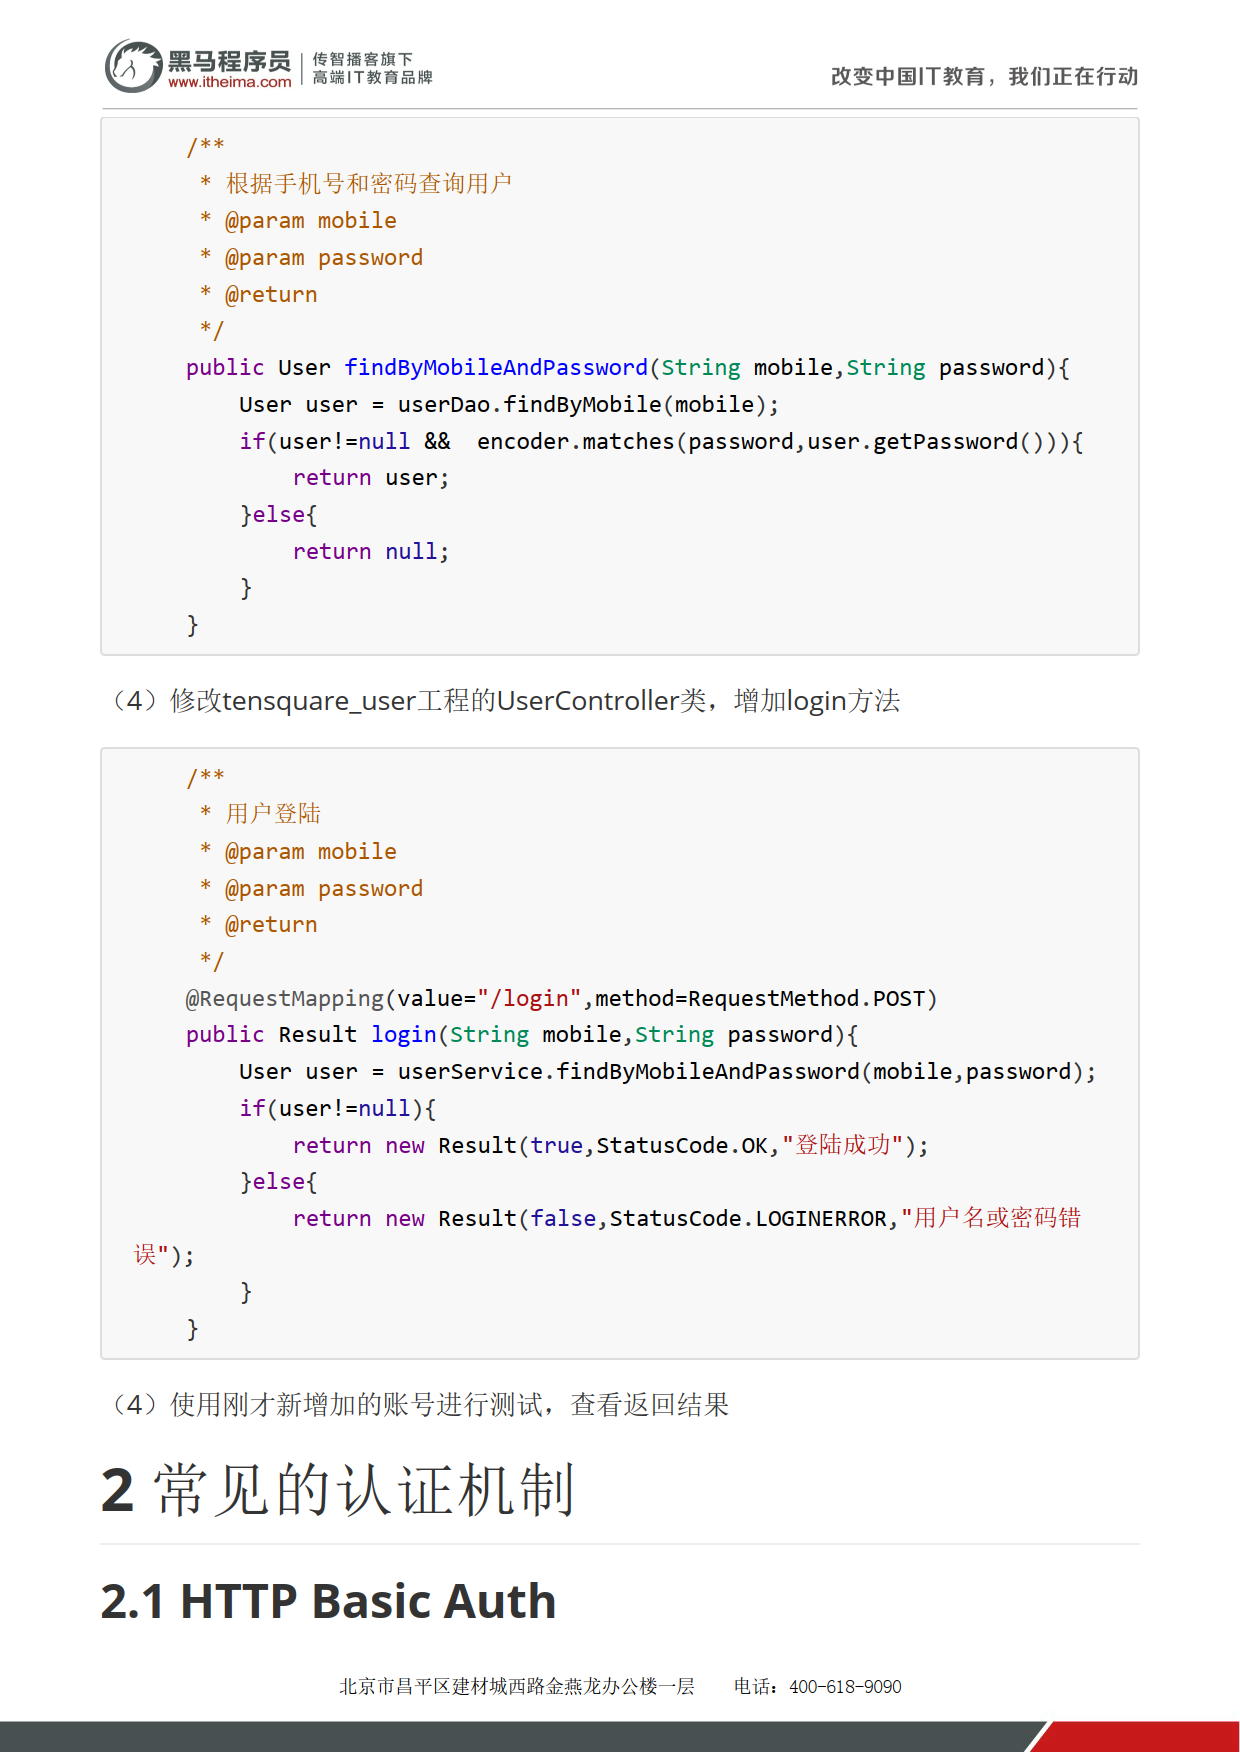 黑马程序员
www.itheima.com
传智播客旗下
高端IT教育品牌
改变中国IT教育，我们正在行动
/**
 * 根据手机号和密码查询用户
 * @param mobile
 * @param password
 * @return
 */
public User findByMobileAndPassword(String mobile,String password){
    User user = userDao.findByMobile(mobile);
    if(user!=null &&  encoder.matches(password,user.getPassword())){
        return user;
    }else{
        return null;
    }
}
（4）修改tensquare_user工程的UserController类，增加login方法
/**
 * 用户登陆
 * @param mobile
 * @param password
 * @return
 */
@RequestMapping(value="/login",method=RequestMethod.POST)
public Result login(String mobile,String password){
    User user = userService.findByMobileAndPassword(mobile,password);
    if(user!=null){
        return new Result(true,StatusCode.OK,"登陆成功");
    }else{
        return new Result(false,StatusCode.LOGINERROR,"用户名或密码错
误");
    }
}
（4）使用刚才新增加的账号进行测试，查看返回结果
2 常见的认证机制
2.1 HTTP Basic Auth
北京市昌平区建材城西路金燕龙办公楼一层 电话：400-618-9090